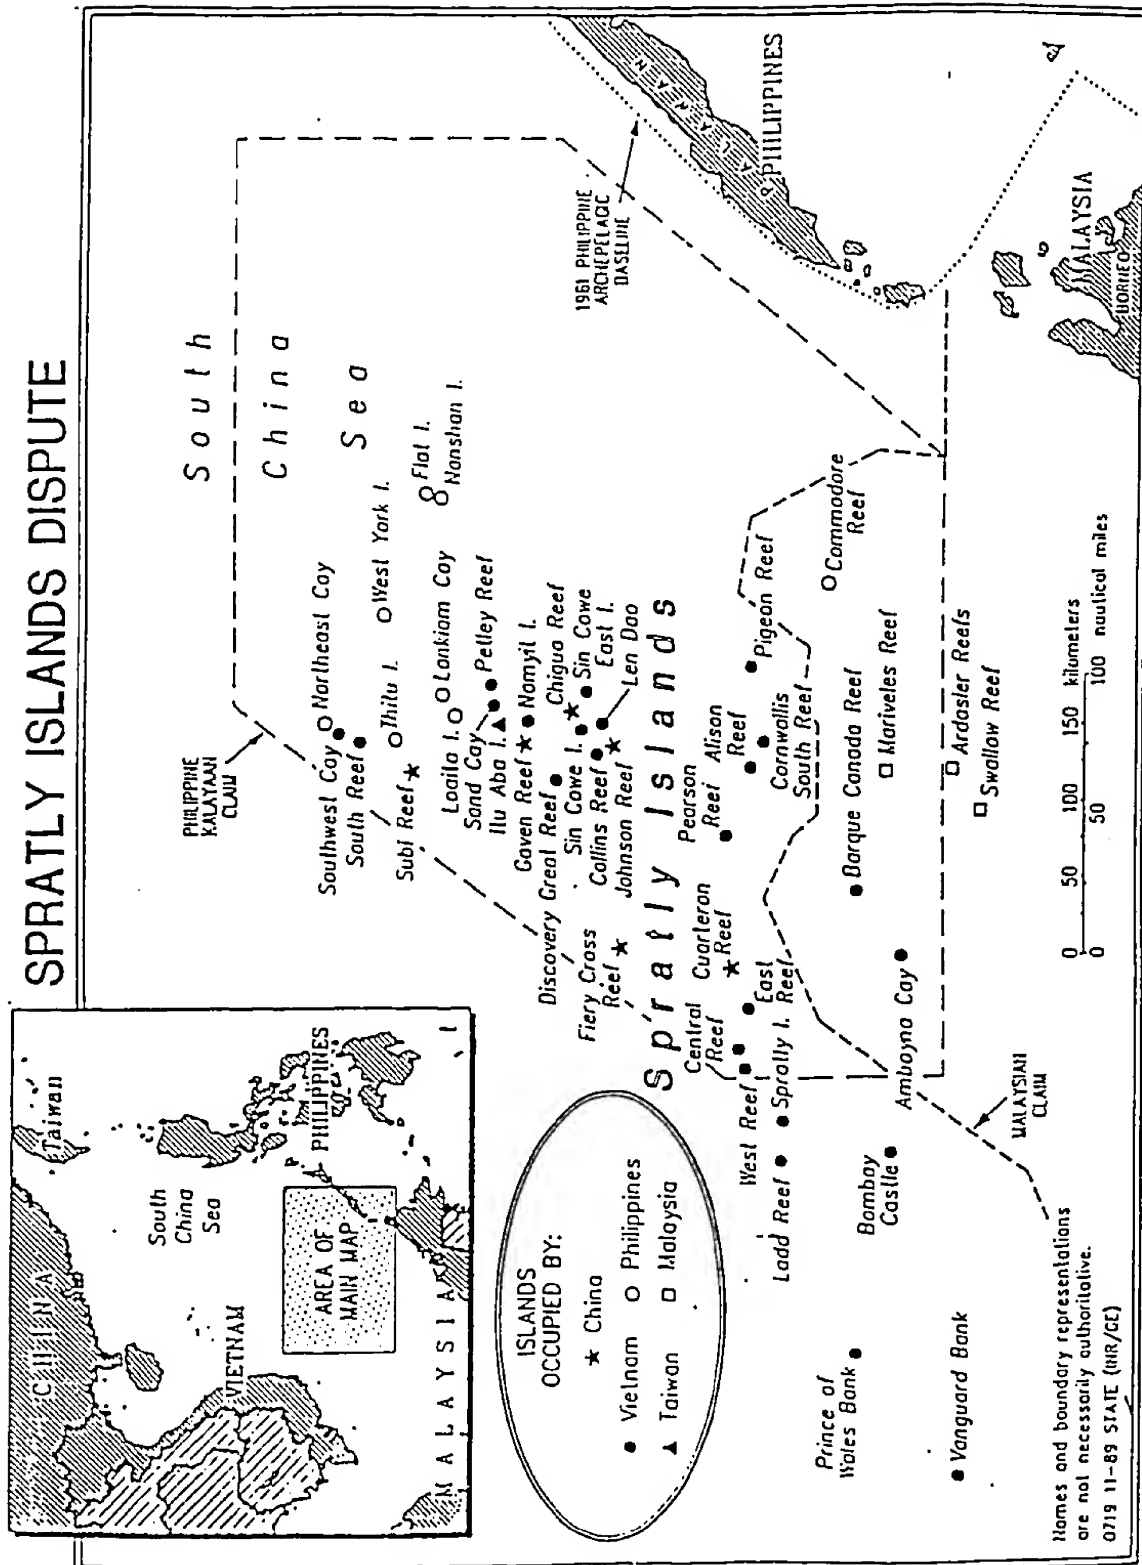 SPRATLY ISLANDS DISPUTE
CHINA
Taiwan
South
China
Sea
VIETNAM
PHILIPPINES
AREA OF
MAIN MAP
MALAYSIA
ISLANDS
OCCUPIED BY:
★ China
● Vietnam ○ Philippines
▲ Taiwan □ Malaysia
PHILIPPINE
KALAYAAN
CLAIM
South
China
Sea
Southwest Cay
Northeast Cay
South Reef
Subi Reef
Thitu I.
West York I.
Flat I.
Nanshan I.
Loaita I.
Lankiam Cay
Sand Cay
Petley Reef
Itu Aba I.
Gaven Reef
Namyit I.
Discovery Great Reef
Chigua Reef
Sin Cowe I.
Sin Cowe
East I.
Collins Reef
Len Dao
Johnson Reef
Fiery Cross
Reef
Spratly Islands
1961 PHILIPPINE
ARCHEPELAGIC
BASELINE
PALAWAN
PHILIPPINES
Central
Reef
Cuarteron
Reef
Pearson
Reef
Alison
Reef
Pigeon Reef
Cornwallis
South Reef
West Reef
East
Reef
Spratly I.
Ladd Reef
Commodore
Reef
Barque Canada Reef
Mariveles Reef
Amboyna Cay
Bombay
Castle
Ardasier Reefs
Swallow Reef
MALAYSIAN
CLAIM
MALAYSIA
BORNEO
Prince of
Wales Bank
Vanguard Bank
0 50 100 150 kilometers
0 50 100 nautical miles
Names and boundary representations
are not necessarily authoritative.
0719 11-89 STATE (INR/GE)